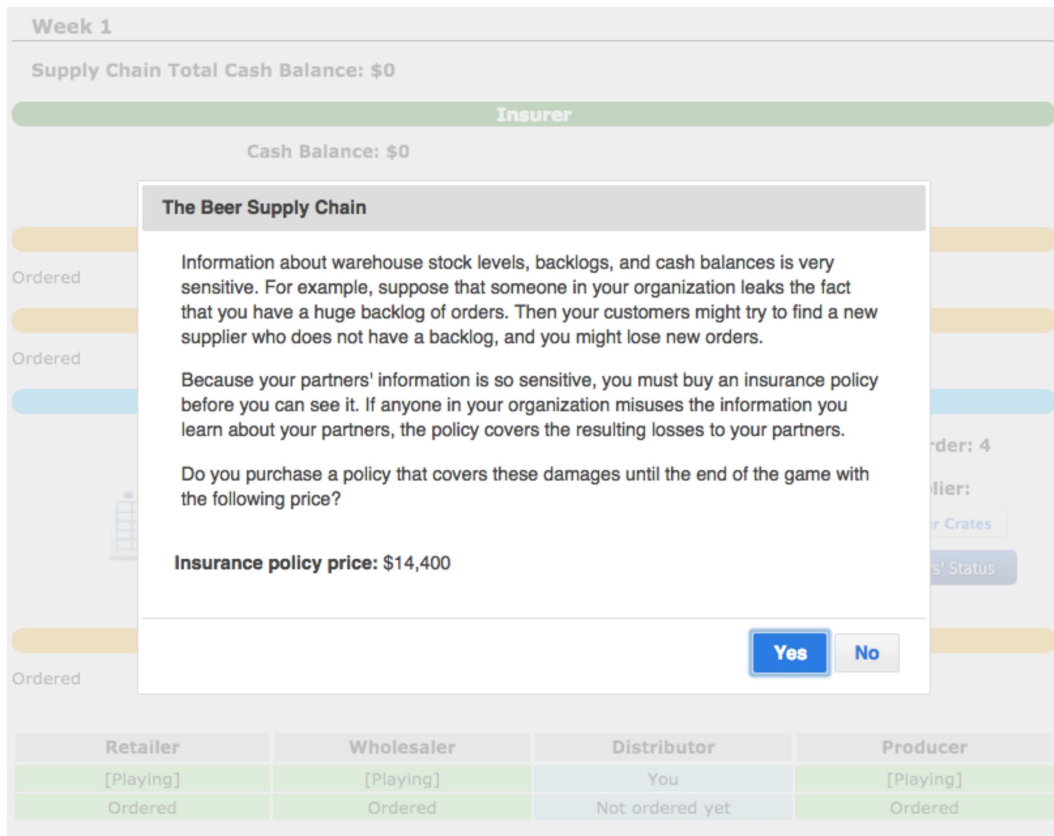 Week 1
Supply Chain Total Cash Balance: $0
Insurer
Cash Balance: $0
The Beer Supply Chain
Information about warehouse stock levels, backlogs, and cash balances is very
sensitive. For example, suppose that someone in your organization leaks the fact
that you have a huge backlog of orders. Then your customers might try to find a new
supplier who does not have a backlog, and you might lose new orders.
Because your partners' information is so sensitive, you must buy an insurance policy
before you can see it. If anyone in your organization misuses the information you
learn about your partners, the policy covers the resulting losses to your partners.
Do you purchase a policy that covers these damages until the end of the game with
the following price?
Insurance policy price: $14,400
Yes No
Ordered
Ordered
4
Crates
Status
Ordered
Retailer Wholesaler Distributor Producer
[Playing] [Playing] You [Playing]
Ordered Ordered Not ordered yet Ordered